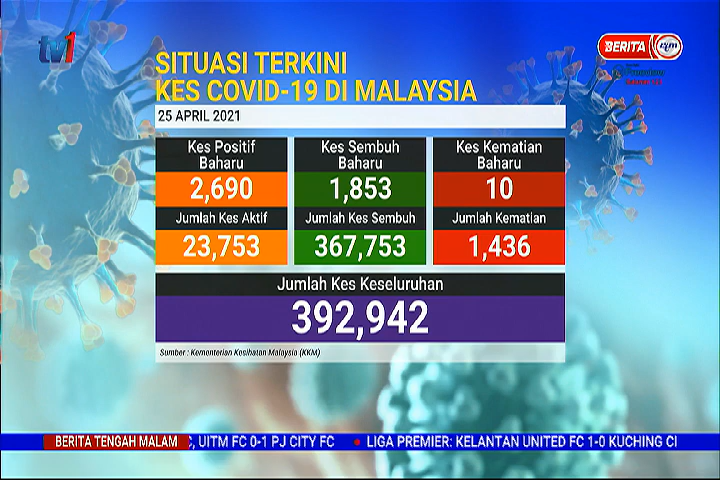 tv1
BERITA rtm
SITUASI TERKINI
KES COVID-19 DI MALAYSIA
25 APRIL 2021
Kes Positif Baharu
2,690
Kes Sembuh Baharu
1,853
Kes Kematian Baharu
10
Jumlah Kes Aktif
23,753
Jumlah Kes Sembuh
367,753
Jumlah Kematian
1,436
Jumlah Kes Keseluruhan
392,942
Sumber : Kementerian Kesihatan Malaysia (KKM)
BERITA TENGAH MALAM , UITM FC 0-1 PJ CITY FC • LIGA PREMIER: KELANTAN UNITED FC 1-0 KUCHING CI